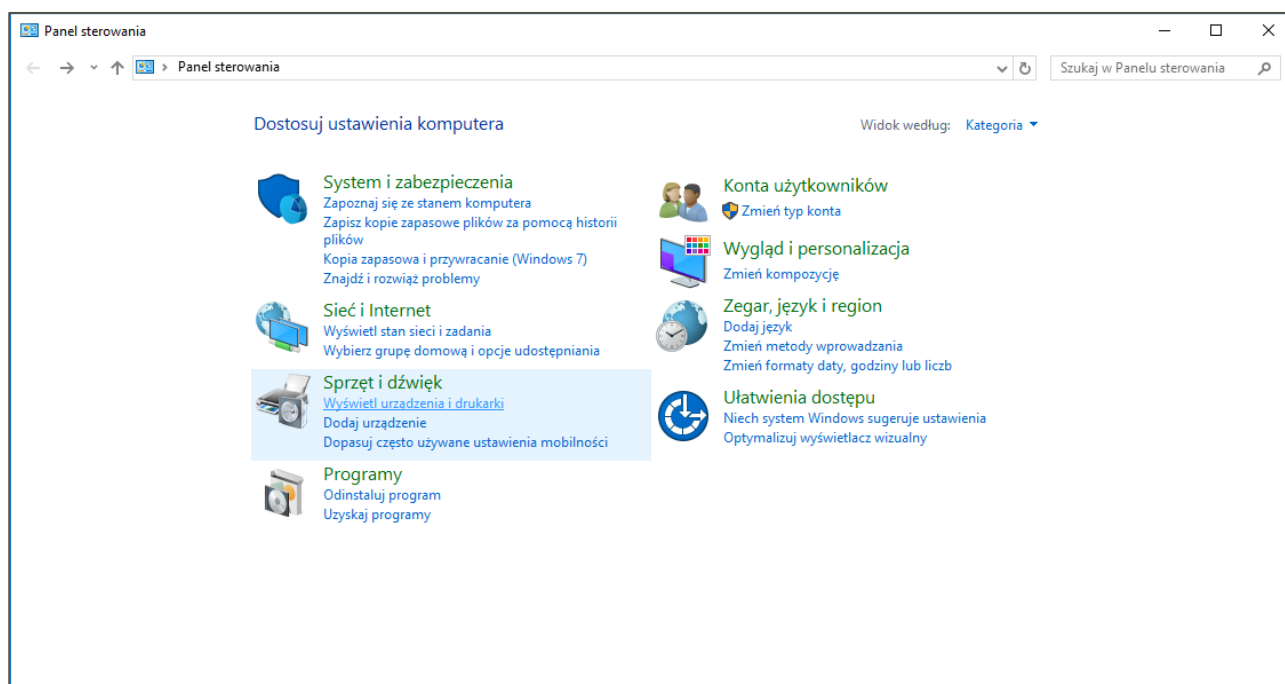 Panel sterowania
Panel sterowania
Szukaj w Panelu sterowania
Dostosuj ustawienia komputera
Widok według: Kategoria
System i zabezpieczenia
Zapoznaj się ze stanem komputera
Zapisz kopie zapasowe plików za pomocą historii
plików
Kopia zapasowa i przywracanie (Windows 7)
Znajdź i rozwiąż problemy
Sieć i Internet
Wyświetl stan sieci i zadania
Wybierz grupę domową i opcje udostępniania
Sprzęt i dźwięk
Wyświetl urządzenia i drukarki
Dodaj urządzenie
Dopasuj często używane ustawienia mobilności
Programy
Odinstaluj program
Uzyskaj programy
Konta użytkowników
Zmień typ konta
Wygląd i personalizacja
Zmień kompozycję
Zegar, język i region
Dodaj język
Zmień metody wprowadzania
Zmień formaty daty, godziny lub liczb
Ułatwienia dostępu
Niech system Windows sugeruje ustawienia
Optymalizuj wyświetlacz wizualny